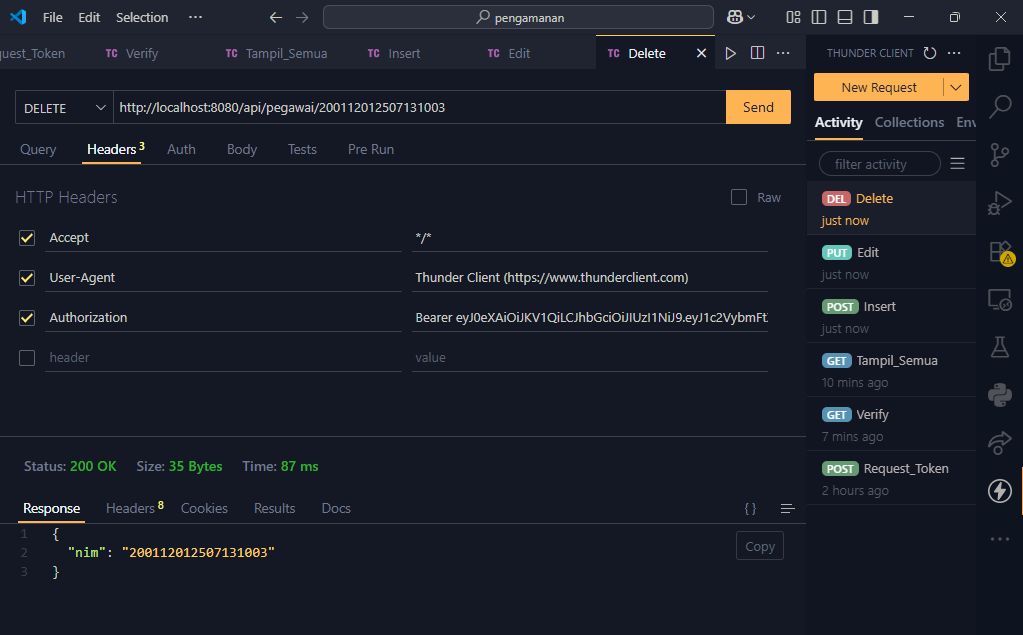 File Edit Selection ··· pengamanan
quest_Token TC Verify TC Tampil_Semua TC Insert TC Edit TC Delete
THUNDER CLIENT
DELETE http://localhost:8080/api/pegawai/200112012507131003 Send
New Request
Activity Collections Env
Query Headers 3 Auth Body Tests Pre Run
filter activity
HTTP Headers Raw
Accept */*
User-Agent Thunder Client (https://www.thunderclient.com)
Authorization Bearer eyJ0eXAiOiJKV1QiLCJhbGciOiJIUzI1NiJ9.eyJ1c2VybmFt
header value
DEL Delete
just now
PUT Edit
just now
POST Insert
just now
GET Tampil_Semua
10 mins ago
GET Verify
7 mins ago
POST Request_Token
2 hours ago
Status: 200 OK Size: 35 Bytes Time: 87 ms
Response Headers 8 Cookies Results Docs { }
1 {
2 "nim": "200112012507131003"
3 }
Copy